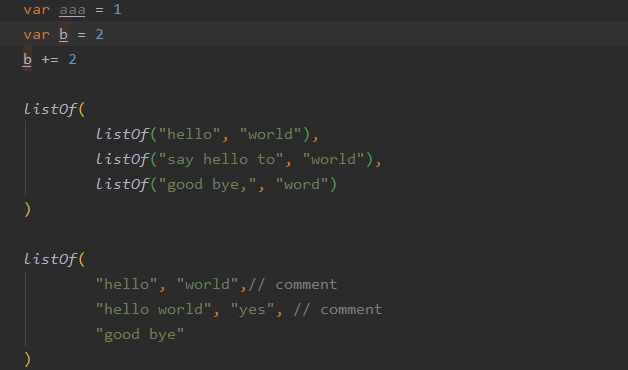 var aaa = 1
var b = 2
b += 2
listOf(
listOf("hello", "world"),
listOf("say hello to", "world"),
listOf("good bye,", "word")
)
listOf(
"hello", "world",// comment
"hello world", "yes", // comment
"good bye"
)